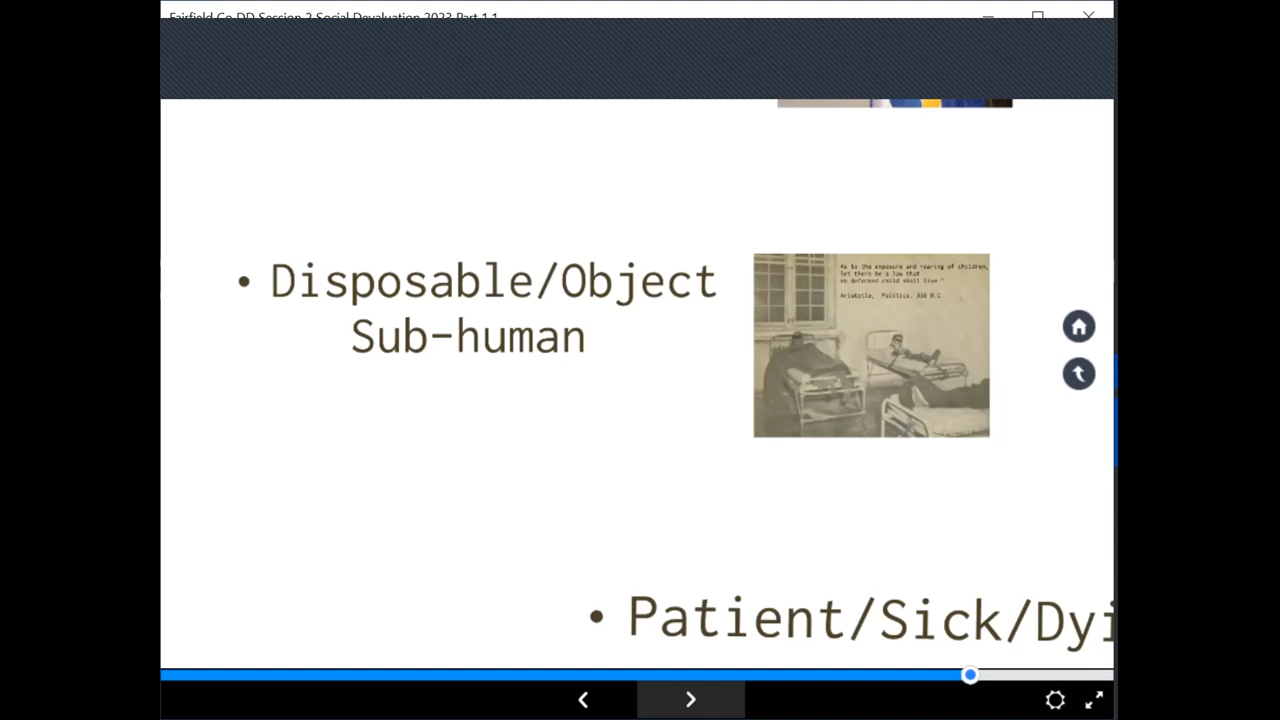 Fairfield Co DD Session 2 Social Devaluation 2023 Part 1 1
• Disposable/Object
Sub-human
As to the exposure and rearing of children,
let there be a law that
no deformed child shall live."
Aristotle, Politics, 330 B.C.
• Patient/Sick/Dyi